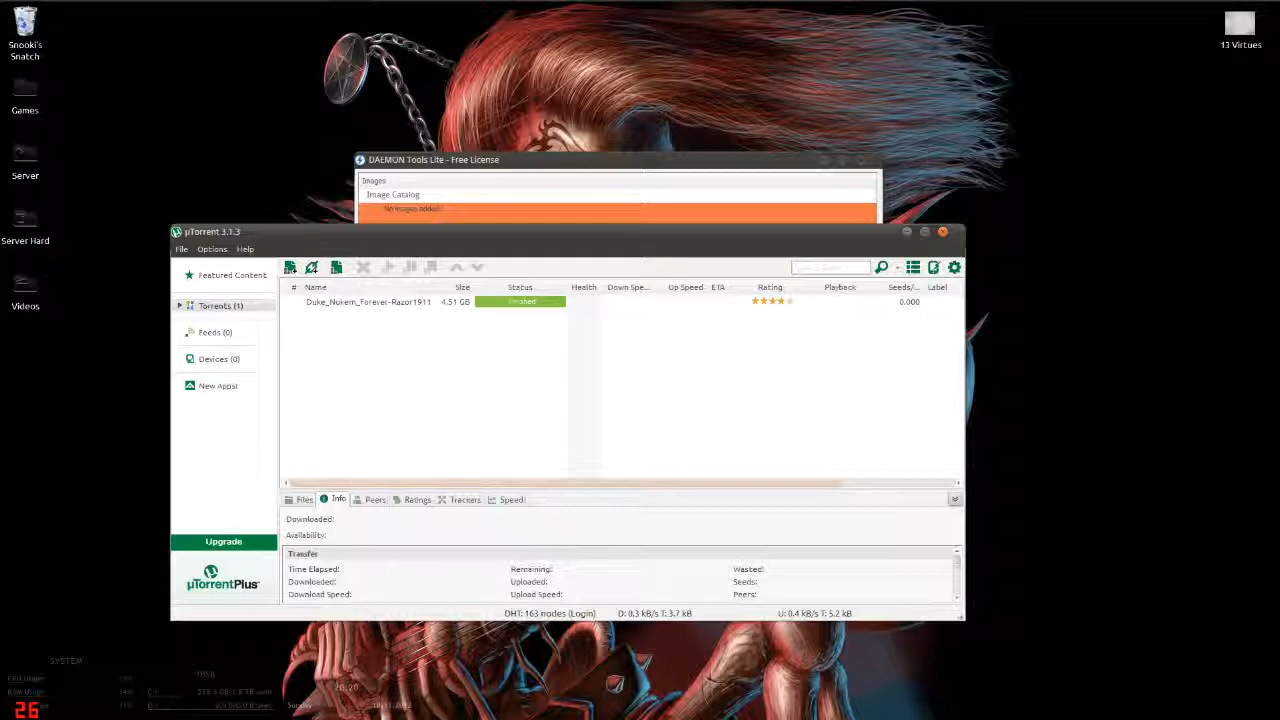 Snooki's
Snatch
Games
Server
Server Hard
Videos
13 Virtues
DAEMON Tools Lite - Free License
Images
Image Catalog
No images added
µTorrent 3.1.3
File Options Help
Featured Content
Torrents (1)
Feeds (0)
Devices (0)
New Apps!
Upgrade
µTorrentPlus
# Name Size Status Health Down Spe... Up Speed ETA Rating Playback Seeds/... Label
Duke_Nukem_Forever-Razor1911 4.51 GB Finished 0.000
Files Info Peers Ratings Trackers Speed
Downloaded:
Availability:
Transfer
Time Elapsed: Remaining: Wasted:
Downloaded: Uploaded: Seeds:
Download Speed: Upload Speed: Peers:
DHT: 163 nodes (Login) D: 0.3 kB/s T: 3.7 kB U: 0.4 kB/s T: 5.2 kB
SYSTEM
20:20
Sunday
26